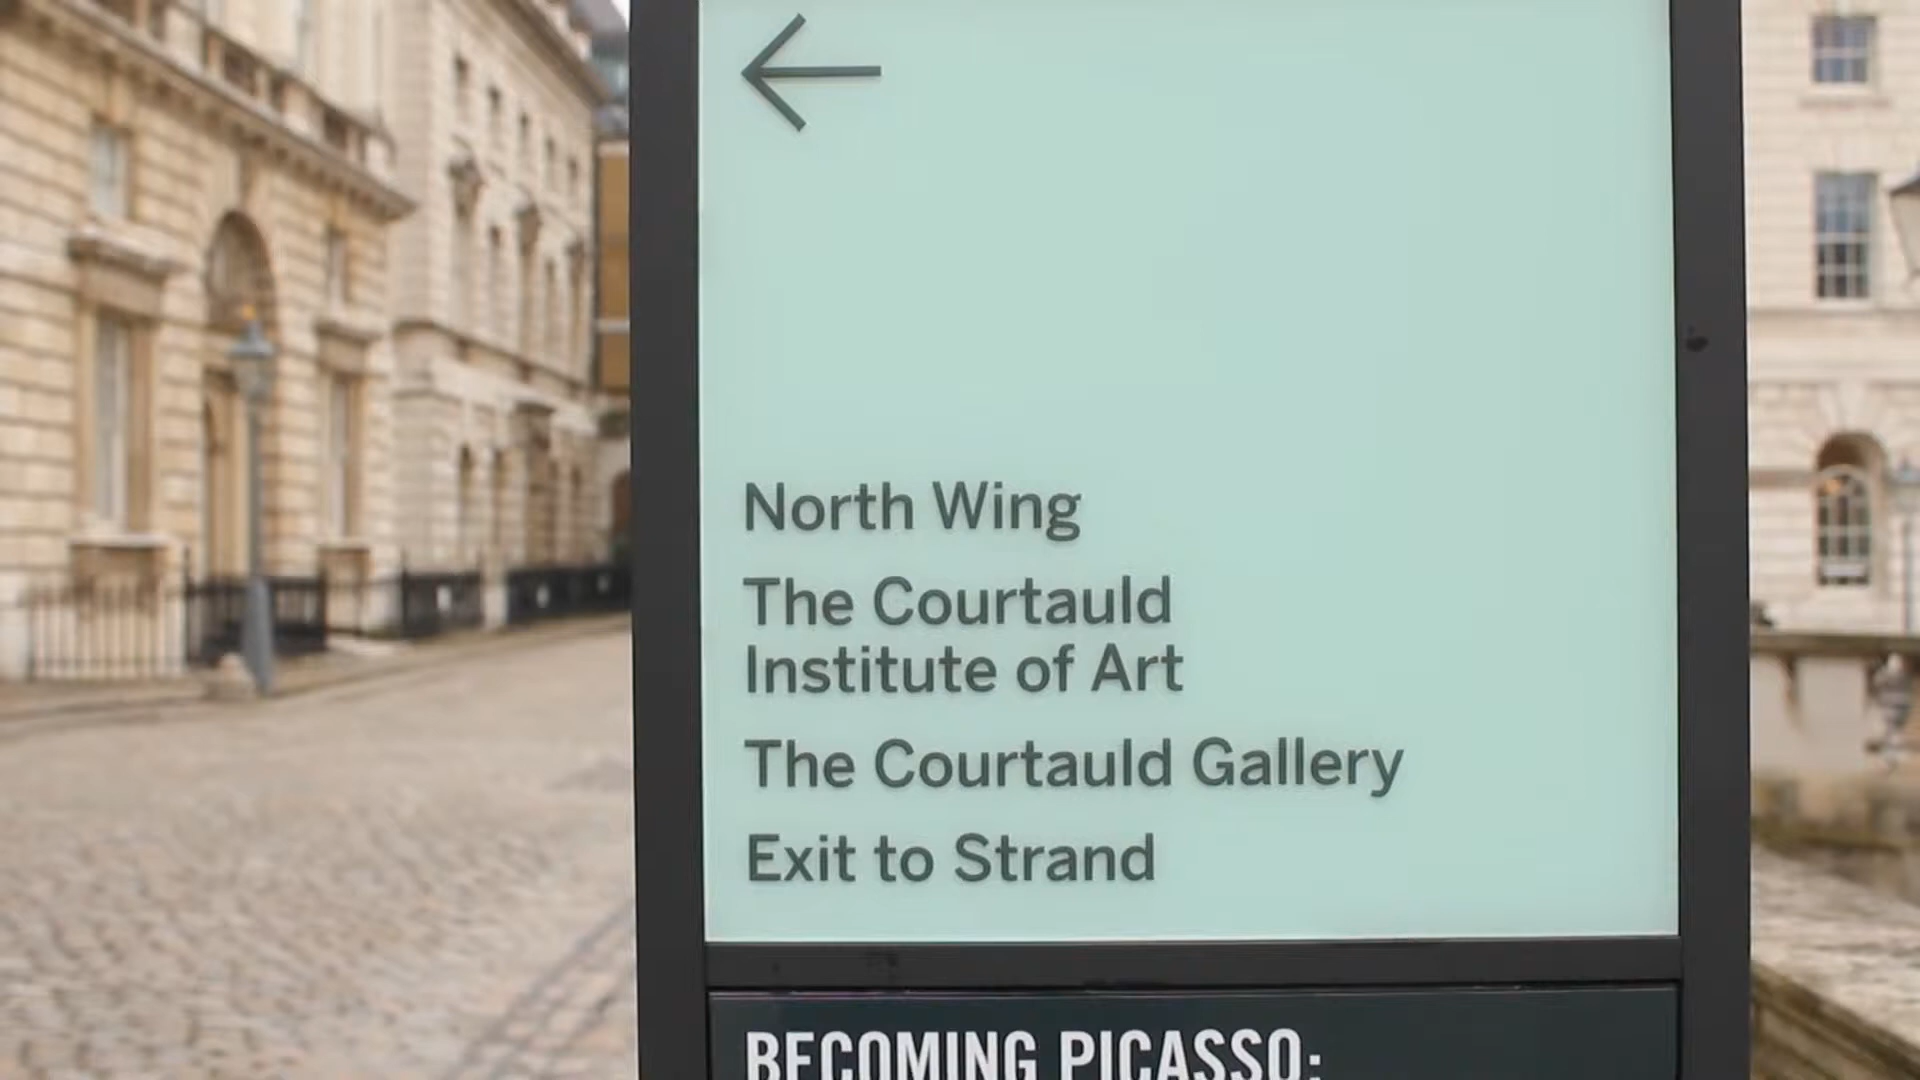 North Wing
The Courtauld
Institute of Art
The Courtauld Gallery
Exit to Strand
BECOMING PICASSO: